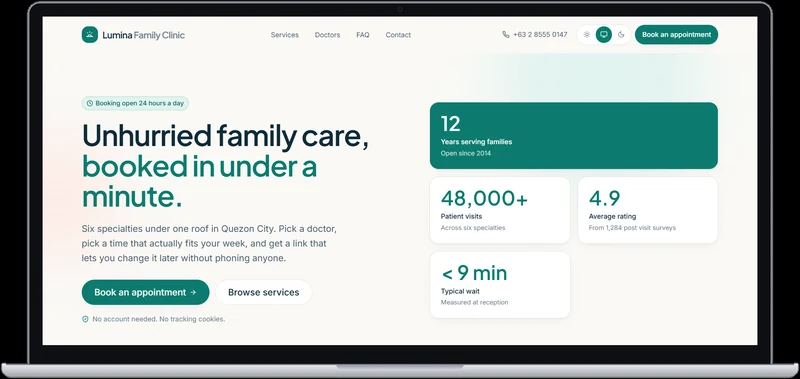 Lumina Family Clinic
Services
Doctors
FAQ
Contact
+63 2 8555 0147
Book an appointment
Booking open 24 hours a day
Unhurried family care,
booked in under a
minute.
Six specialties under one roof in Quezon City. Pick a doctor,
pick a time that actually fits your week, and get a link that
lets you change it later without phoning anyone.
Book an appointment →
Browse services
No account needed. No tracking cookies.
12
Years serving families
Open since 2014
48,000+
Patient visits
Across six specialties
4.9
Average rating
From 1,284 post visit surveys
< 9 min
Typical wait
Measured at reception